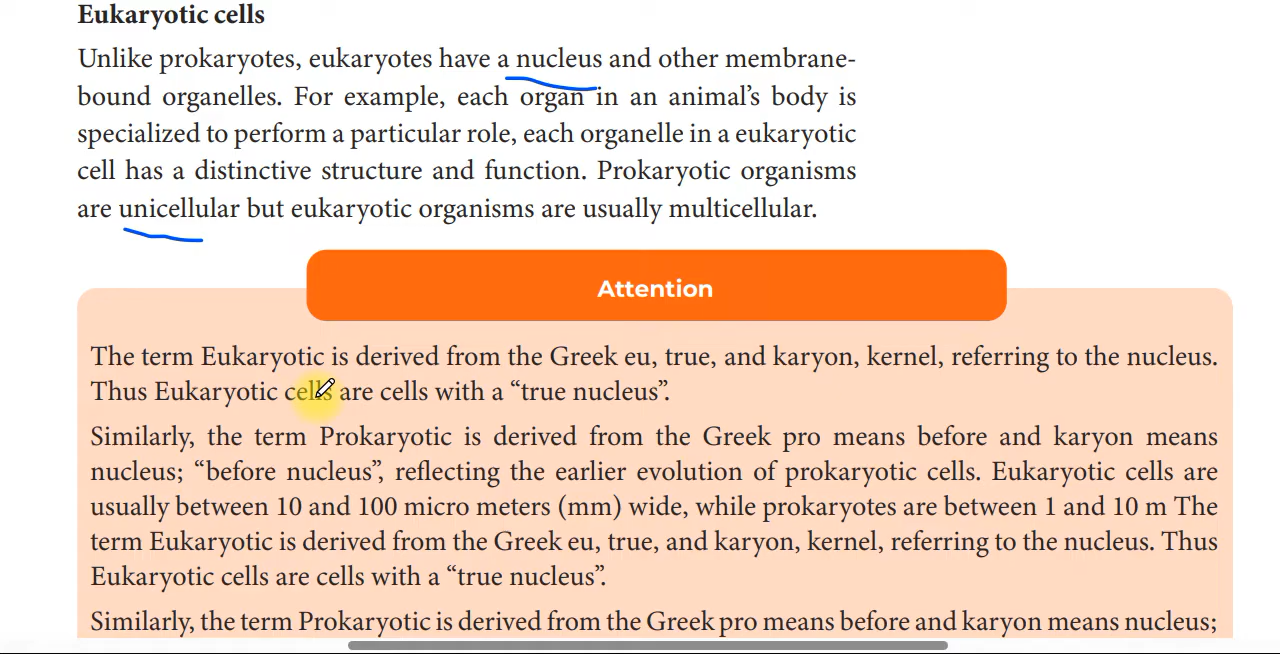 Eukaryotic cells
Unlike prokaryotes, eukaryotes have a nucleus and other membrane-
bound organelles. For example, each organ in an animal's body is
specialized to perform a particular role, each organelle in a eukaryotic
cell has a distinctive structure and function. Prokaryotic organisms
are unicellular but eukaryotic organisms are usually multicellular.
Attention
The term Eukaryotic is derived from the Greek eu, true, and karyon, kernel, referring to the nucleus.
Thus Eukaryotic cells are cells with a “true nucleus”.
Similarly, the term Prokaryotic is derived from the Greek pro means before and karyon means
nucleus; “before nucleus”, reflecting the earlier evolution of prokaryotic cells. Eukaryotic cells are
usually between 10 and 100 micro meters (mm) wide, while prokaryotes are between 1 and 10 m The
term Eukaryotic is derived from the Greek eu, true, and karyon, kernel, referring to the nucleus. Thus
Eukaryotic cells are cells with a “true nucleus”.
Similarly, the term Prokaryotic is derived from the Greek pro means before and karyon means nucleus;